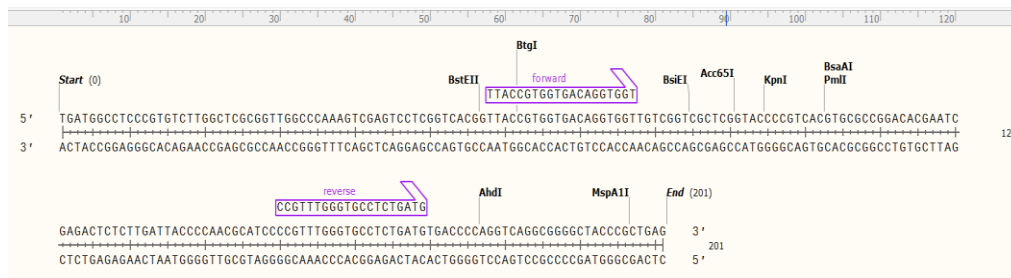 10 20 30 40 50 60 70 80 90 100 110 120
BtgI
BsaAI
Start (0) BstEII forward BsiEI Acc65I KpnI PmlI
TTACCGTGGTGACAGGTGGT
5' TGATGGCCTCCCGTGTCTTGGCTCGCGGTTGGCCCAAAGTCGAGTCCTCGGTCACGGTTACCGTGGTGACAGGTGGTTGTCGGTCGCTCGGTACCCCGTCACGTGCGCCGGACACGAATC
12
3' ACTACCGGAGGGCACAGAACCGAGCGCCAACCGGGTTTCAGCTCAGGAGCCAGTGCCAATGGCACCACTGTCCACCAACAGCCAGCGAGCCATGGGGCAGTGCACGCGGCCTGTGCTTAG
reverse AhdI MspA1I End (201)
CCGTTTGGGTGCCTCTGATG
GAGACTCTCTTGATTACCCCAACGCATCCCCGTTTGGGTGCCTCTGATGTGACCCCAGGTCAGGCGGGGCTACCCGCTGAG 3'
201
CTCTGAGAGAACTAATGGGGTTGCGTAGGGGCAAACCCACGGAGACTACACTGGGGTCCAGTCCGCCCCGATGGGCGACTC 5'